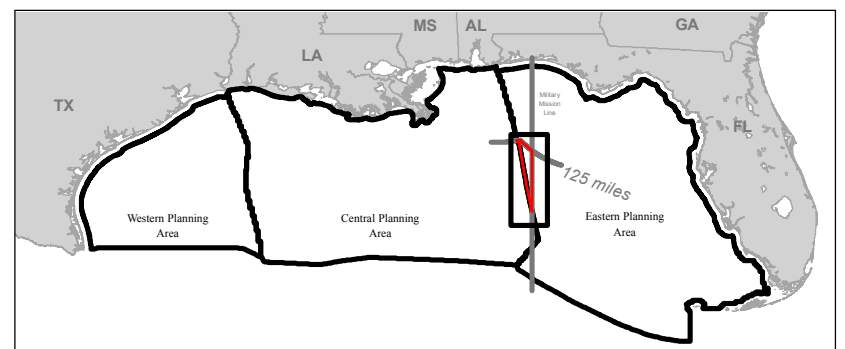 MS
AL
GA
LA
TX
FL
Military
Mission
Line
125 miles
Western Planning
Area
Central Planning
Area
Eastern Planning
Area